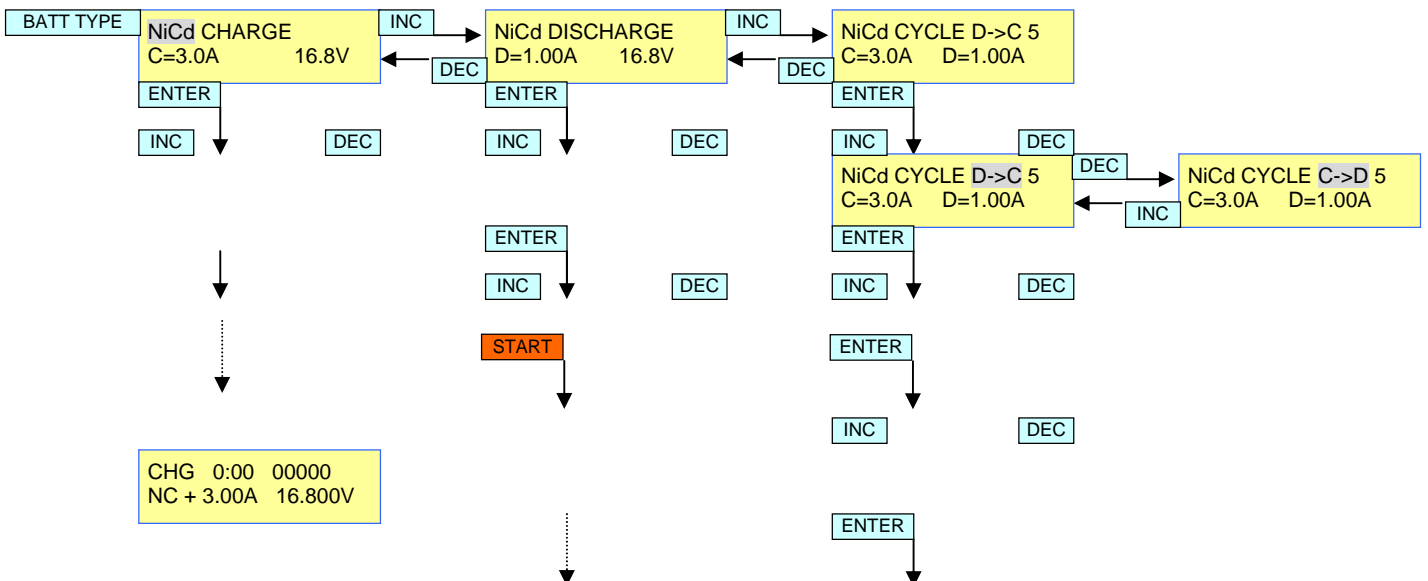 BATT TYPE
NiCd CHARGE
C=3.0A 16.8V
INC
DEC
NiCd DISCHARGE
D=1.00A 16.8V
INC
DEC
NiCd CYCLE D->C 5
C=3.0A D=1.00A
ENTER
ENTER
ENTER
INC DEC
INC DEC
INC DEC
NiCd CYCLE D->C 5
C=3.0A D=1.00A
DEC
INC
NiCd CYCLE C->D 5
C=3.0A D=1.00A
ENTER
ENTER
INC DEC
INC DEC
START
ENTER
INC DEC
CHG 0:00 00000
NC + 3.00A 16.800V
ENTER